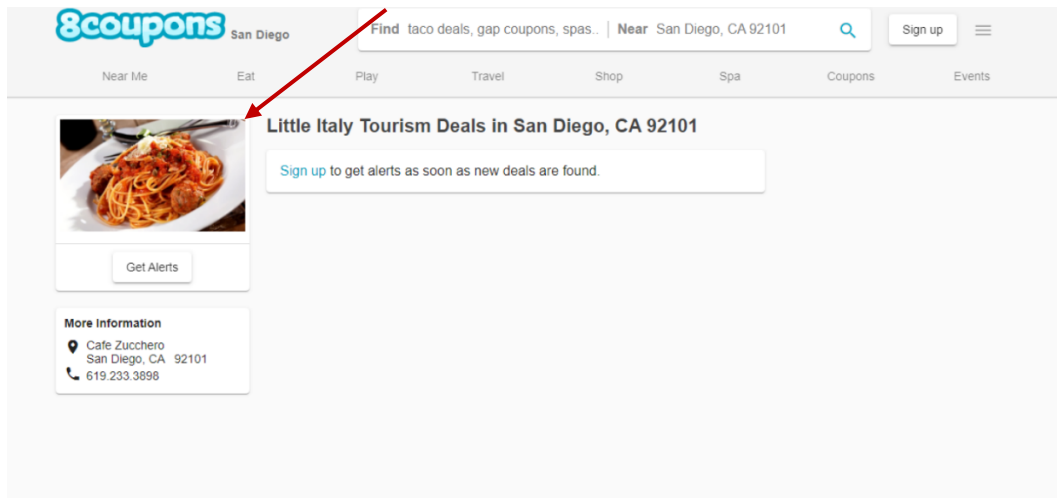 8coupons San Diego
Find taco deals, gap coupons, spas.. | Near San Diego, CA 92101
Sign up
Near Me Eat Play Travel Shop Spa Coupons Events
Little Italy Tourism Deals in San Diego, CA 92101
Sign up to get alerts as soon as new deals are found.
Get Alerts
More Information
Cafe Zucchero
San Diego, CA 92101
619.233.3898